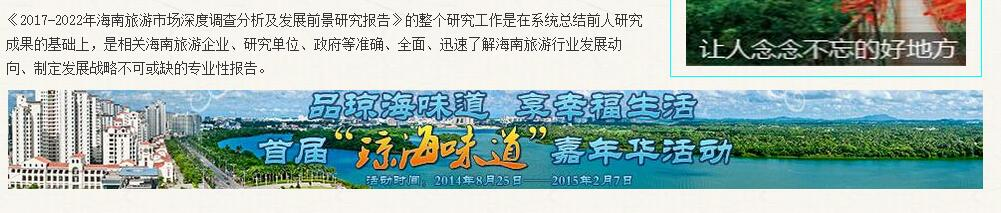 《2017-2022年海南旅游市场深度调查分析及发展前景研究报告》的整个研究工作是在系统总结前人研究
成果的基础上，是相关海南旅游企业、研究单位、政府等准确、全面、迅速了解海南旅游行业发展动
向、制定发展战略不可或缺的专业性报告。
让人念念不忘的好地方
品琼海味道 享幸福生活
首届“琼海味道”嘉年华活动
活动时间：2014年8月25日——2015年2月7日